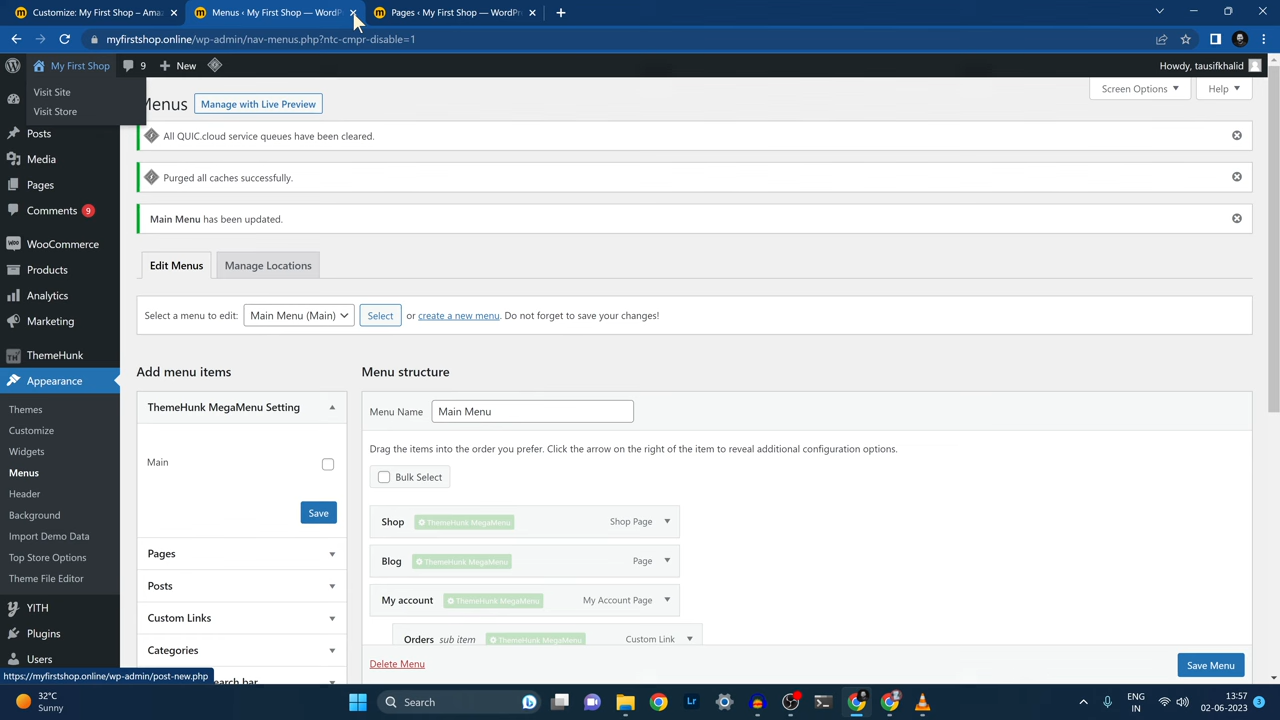 Customize: My First Shop – Amaz
Menus ‹ My First Shop — WordPr
Pages ‹ My First Shop — WordPr
myfirstshop.online/wp-admin/nav-menus.php?ntc-cmpr-disable=1
My First Shop
9
New
Howdy, tausifkhalid
Visit Site
Visit Store
Menus
Manage with Live Preview
Screen Options
Help
All QUIC.cloud service queues have been cleared.
Purged all caches successfully.
Main Menu has been updated.
Posts
Media
Pages
Comments 9
WooCommerce
Products
Analytics
Marketing
ThemeHunk
Appearance
Themes
Customize
Widgets
Menus
Header
Background
Import Demo Data
Top Store Options
Theme File Editor
YITH
Plugins
Users
Edit Menus
Manage Locations
Select a menu to edit: Main Menu (Main) Select or create a new menu. Do not forget to save your changes!
Add menu items
ThemeHunk MegaMenu Setting
Main
Save
Pages
Posts
Custom Links
Categories
Menu structure
Menu Name Main Menu
Drag the items into the order you prefer. Click the arrow on the right of the item to reveal additional configuration options.
Bulk Select
Shop ThemeHunk MegaMenu Shop Page
Blog ThemeHunk MegaMenu Page
My account ThemeHunk MegaMenu My Account Page
Orders sub item ThemeHunk MegaMenu Custom Link
Delete Menu
Save Menu
https://myfirstshop.online/wp-admin/post-new.php
32°C
Sunny
Search
ENG
IN
13:57
02-06-2023
3